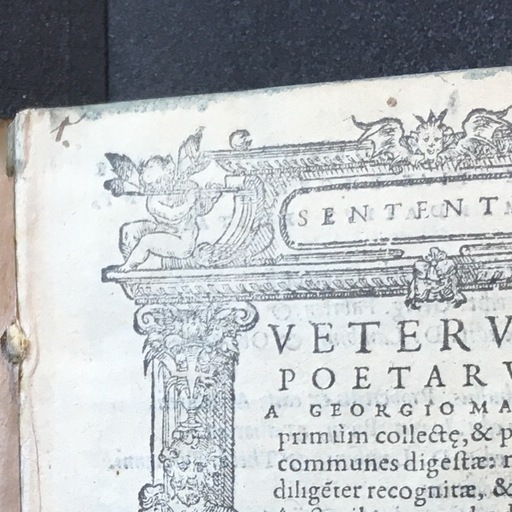 SENTENT
VETERV
POETARV
A GEORGIO MA
primùm collectę, & p
communes digestæ: n
diligẽter recognitæ, &